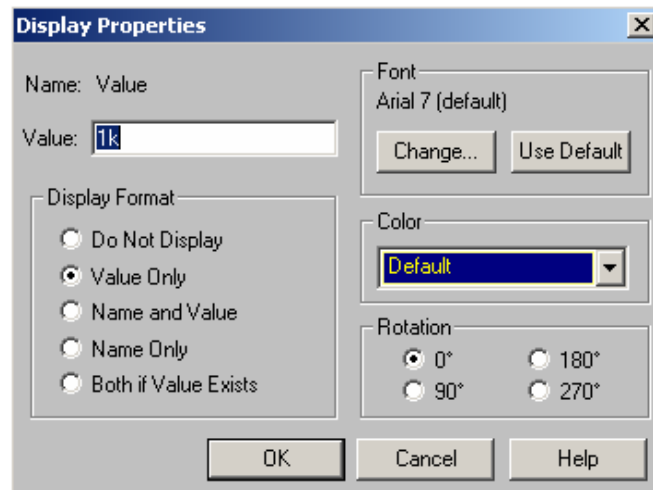 Display Properties
Name: Value
Value: 1k
Display Format
Do Not Display
Value Only
Name and Value
Name Only
Both if Value Exists
Font
Arial 7 (default)
Change... Use Default
Color
Default
Rotation
0° 180°
90° 270°
OK Cancel Help